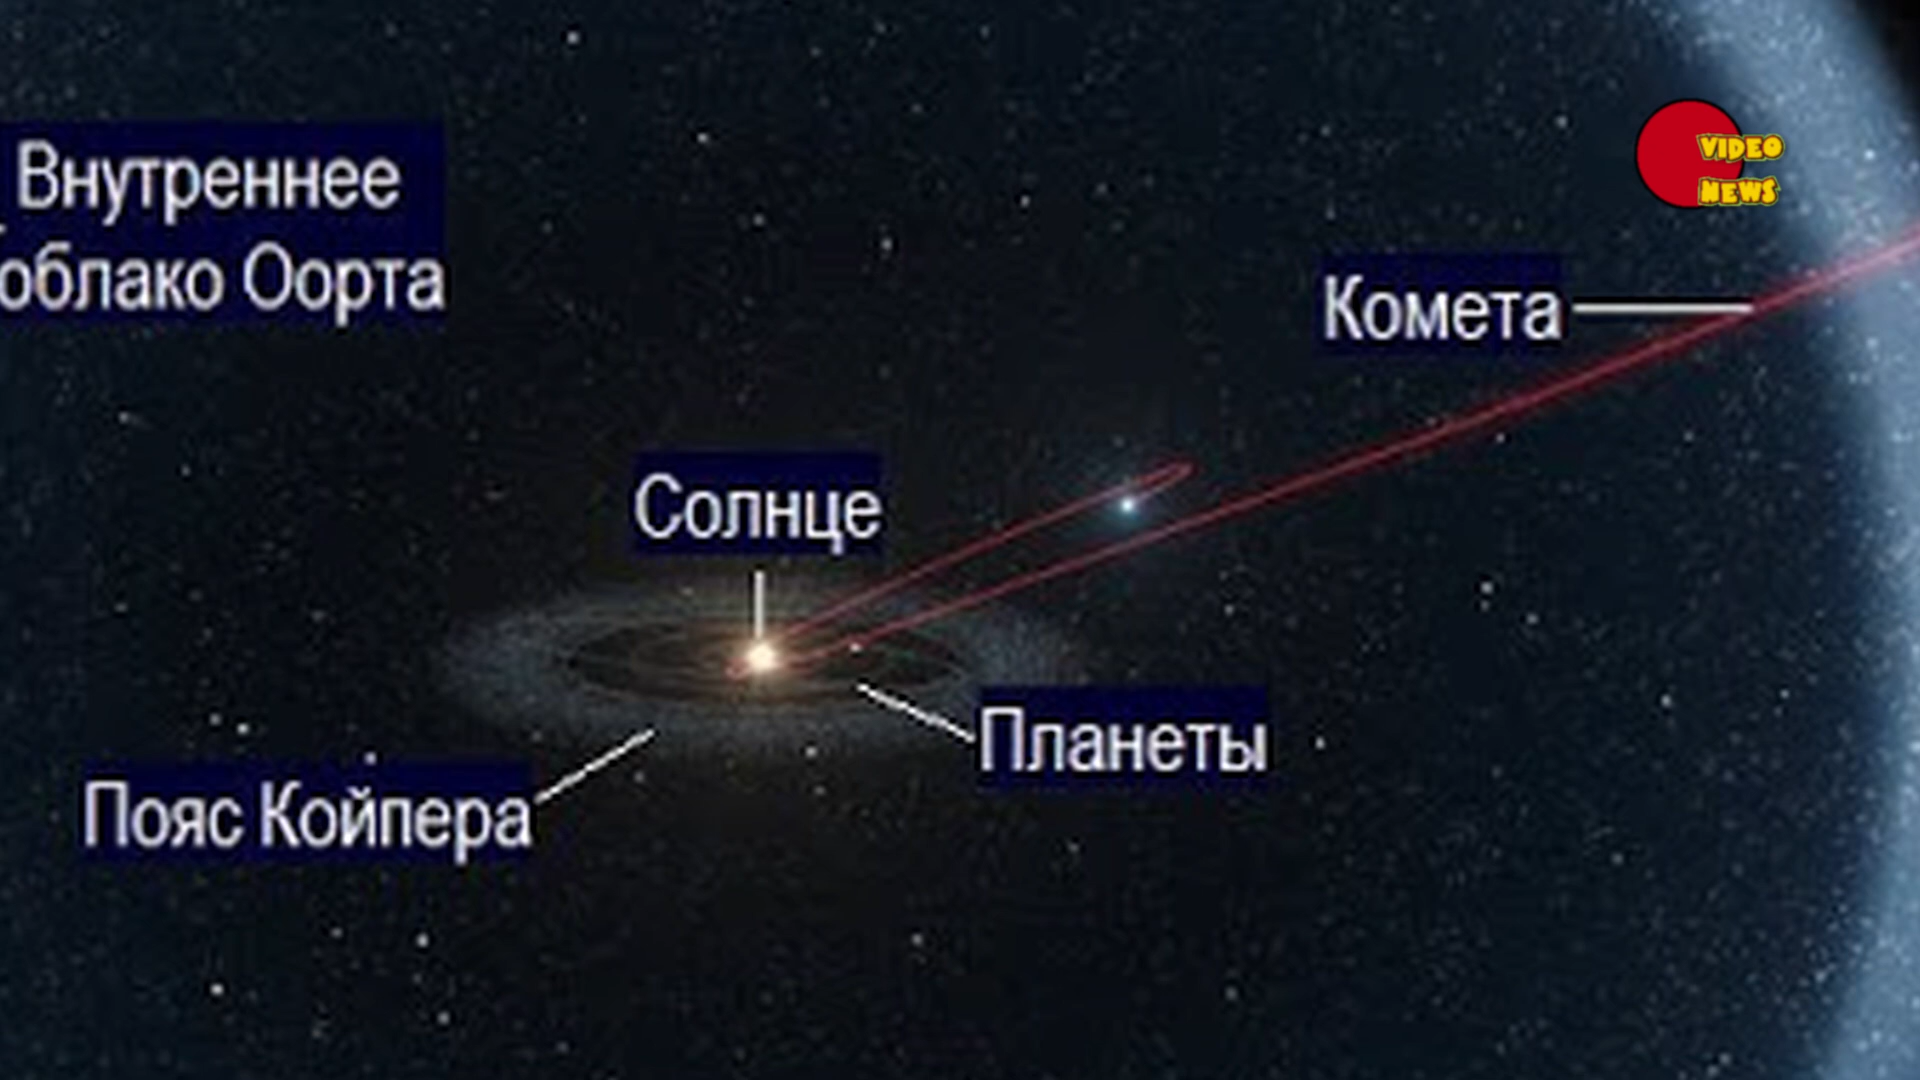 Внутреннее
облако Оорта
VIDEO
NEWS
Комета
Солнце
Планеты
Пояс Койпера